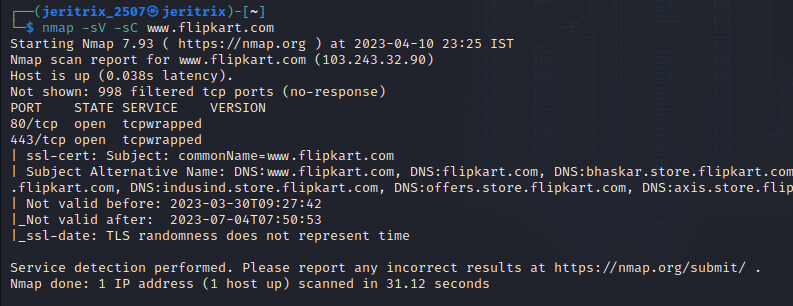 ┌──(jeritrix_2507㉿jeritrix)-[~]
└─$ nmap -sV -sC www.flipkart.com
Starting Nmap 7.93 ( https://nmap.org ) at 2023-04-10 23:25 IST
Nmap scan report for www.flipkart.com (103.243.32.90)
Host is up (0.038s latency).
Not shown: 998 filtered tcp ports (no-response)
PORT    STATE SERVICE    VERSION
80/tcp  open  tcpwrapped
443/tcp open  tcpwrapped
| ssl-cert: Subject: commonName=www.flipkart.com
| Subject Alternative Name: DNS:www.flipkart.com, DNS:flipkart.com, DNS:bhaskar.store.flipkart.com
.flipkart.com, DNS:indusind.store.flipkart.com, DNS:offers.store.flipkart.com, DNS:axis.store.flip
| Not valid before: 2023-03-30T09:27:42
|_Not valid after:  2023-07-04T07:50:53
|_ssl-date: TLS randomness does not represent time
Service detection performed. Please report any incorrect results at https://nmap.org/submit/ .
Nmap done: 1 IP address (1 host up) scanned in 31.12 seconds